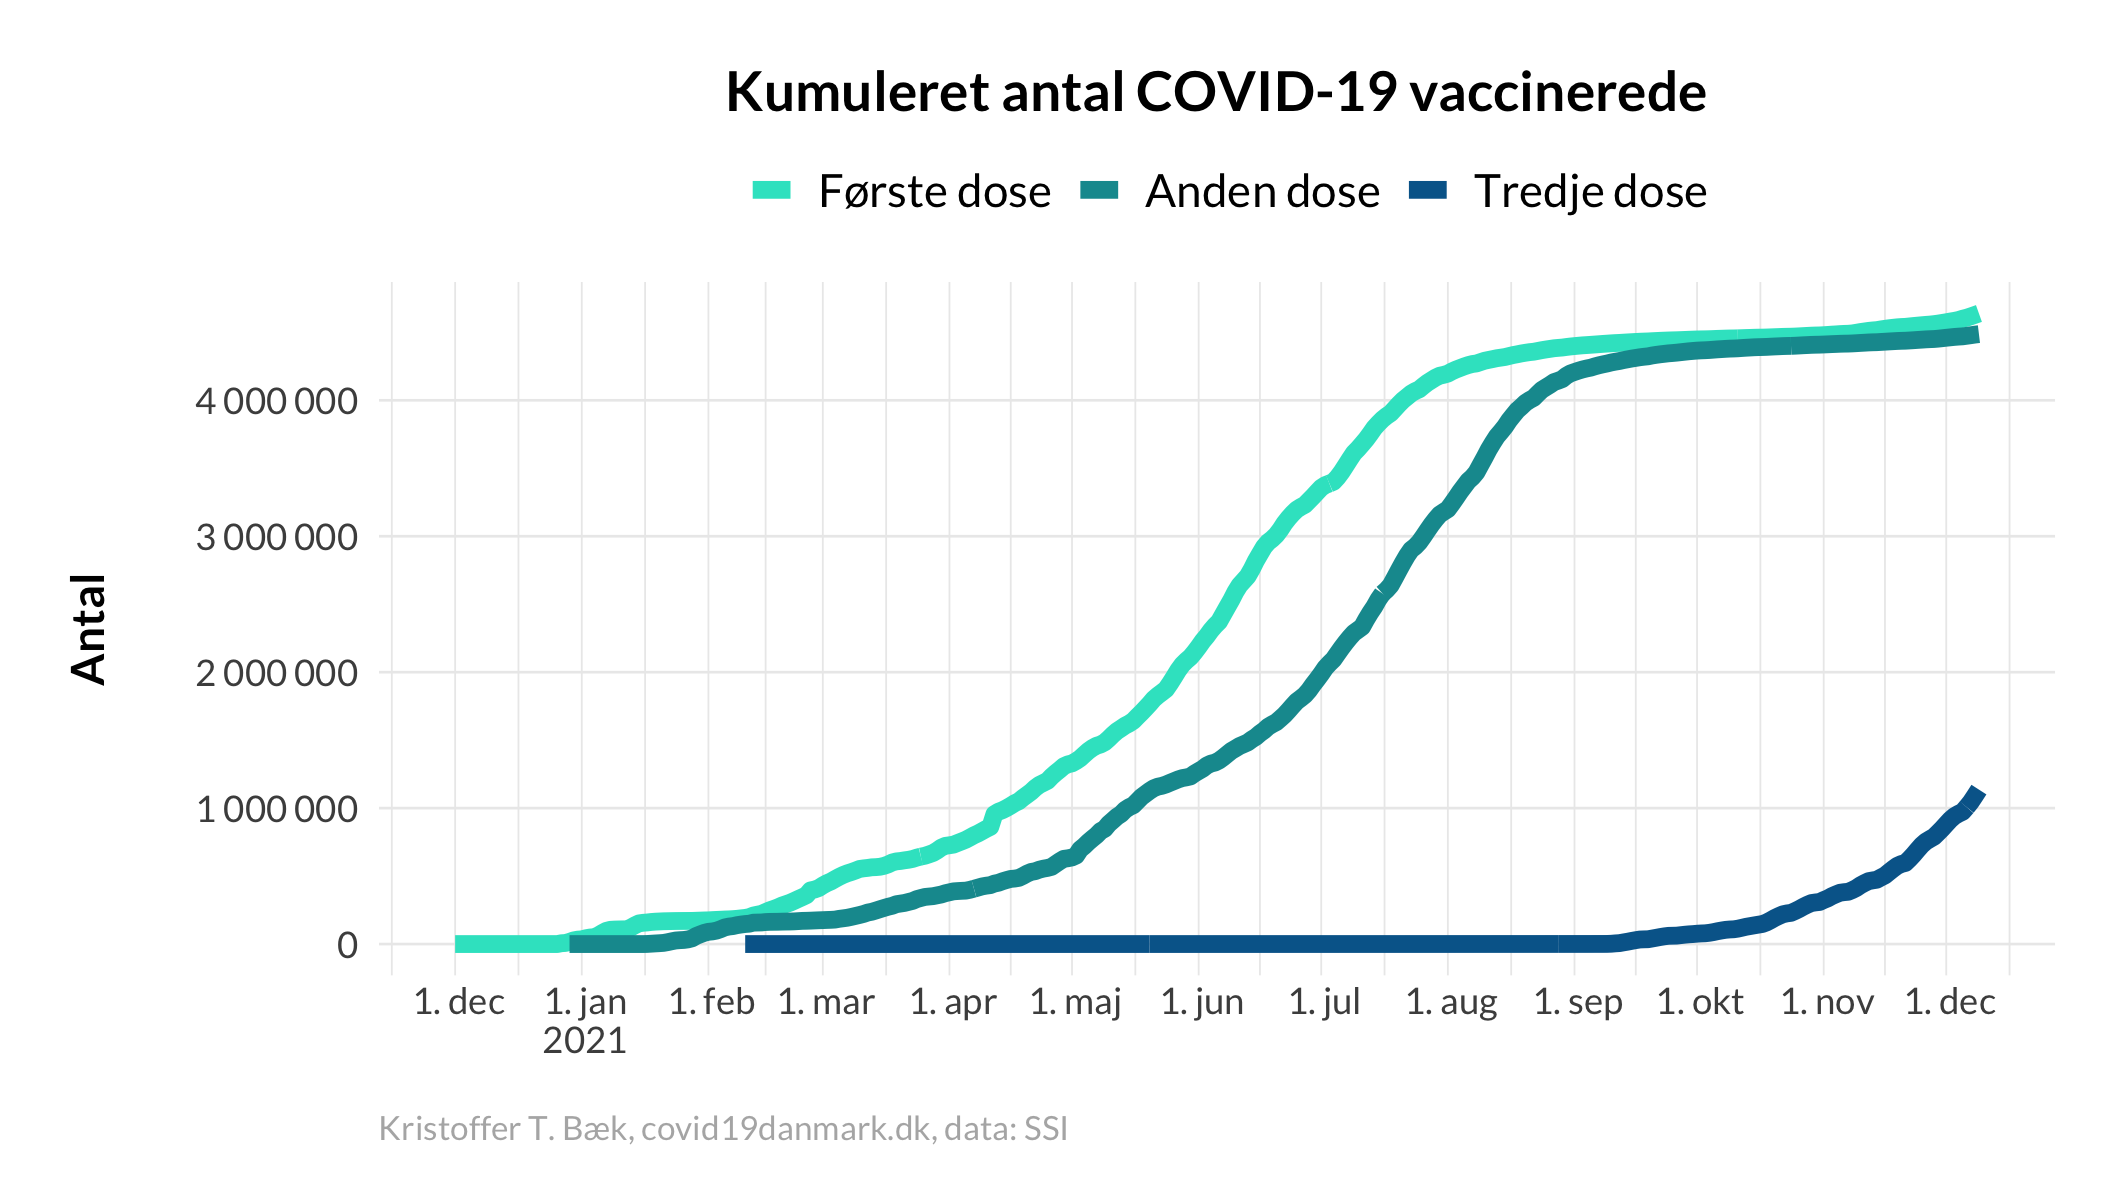 Kumuleret antal COVID-19 vaccinerede
Første dose Anden dose Tredje dose
Antal
4 000 000
3 000 000
2 000 000
1 000 000
0
1. dec 1. jan 1. feb 1. mar 1. apr 1. maj 1. jun 1. jul 1. aug 1. sep 1. okt 1. nov 1. dec
2021
Kristoffer T. Bæk, covid19danmark.dk, data: SSI